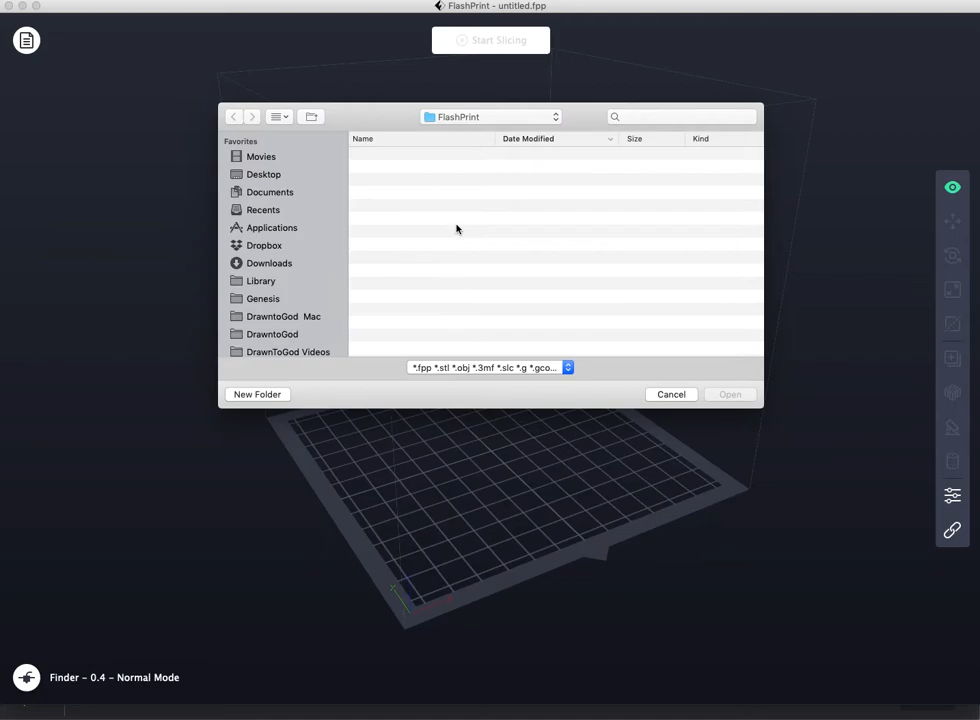 FlashPrint - untitled.fpp
Start Slicing
FlashPrint
Favorites
Name Date Modified Size Kind
Movies
Desktop
Documents
Recents
Applications
Dropbox
Downloads
Library
Genesis
DrawntoGod Mac
DrawntoGod
DrawnToGod Videos
*.fpp *.stl *.obj *.3mf *.slc *.g *.gco...
New Folder Cancel Open
Finder - 0.4 - Normal Mode